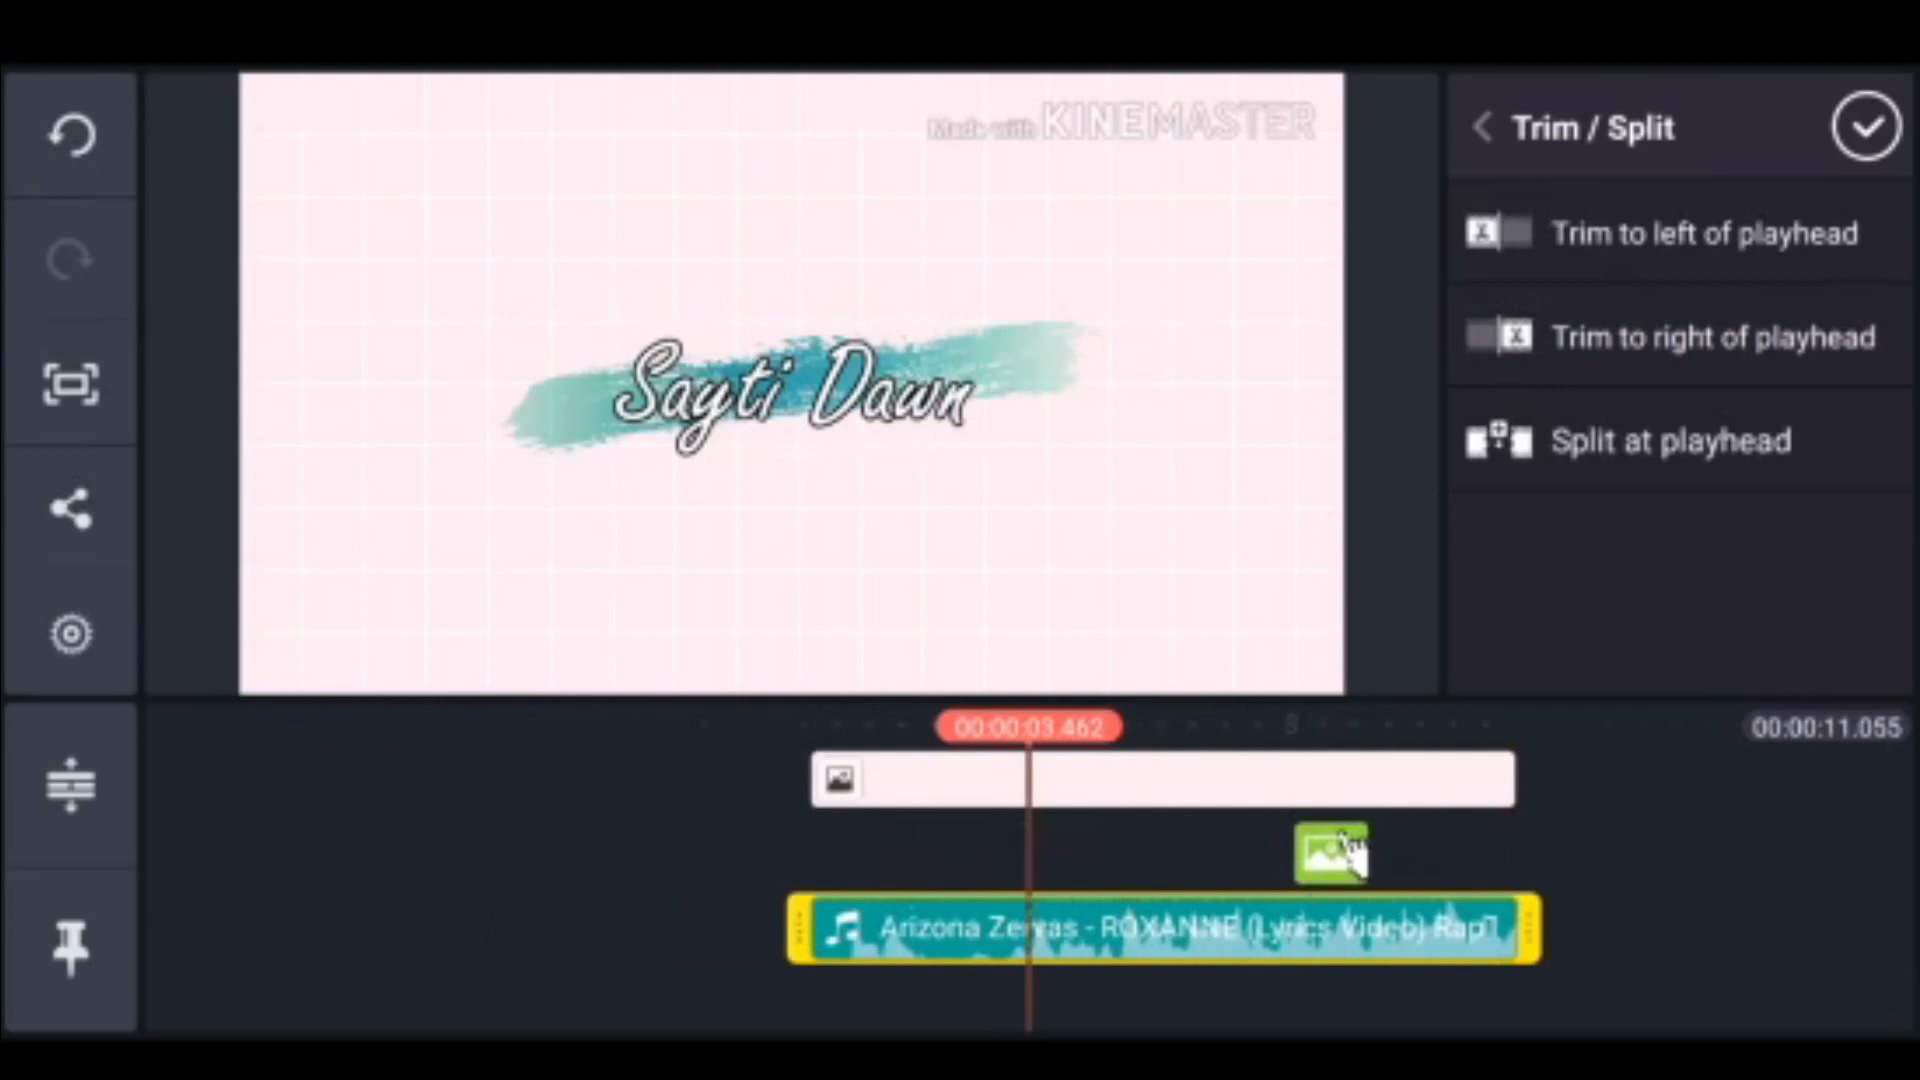 Made with KINEMASTER
Trim / Split
Trim to left of playhead
Trim to right of playhead
Split at playhead
Sayti Dawn
00:00:03.462
00:00:11.055
Arizona Zervas - ROXANNE (Lyrics Video) Rap